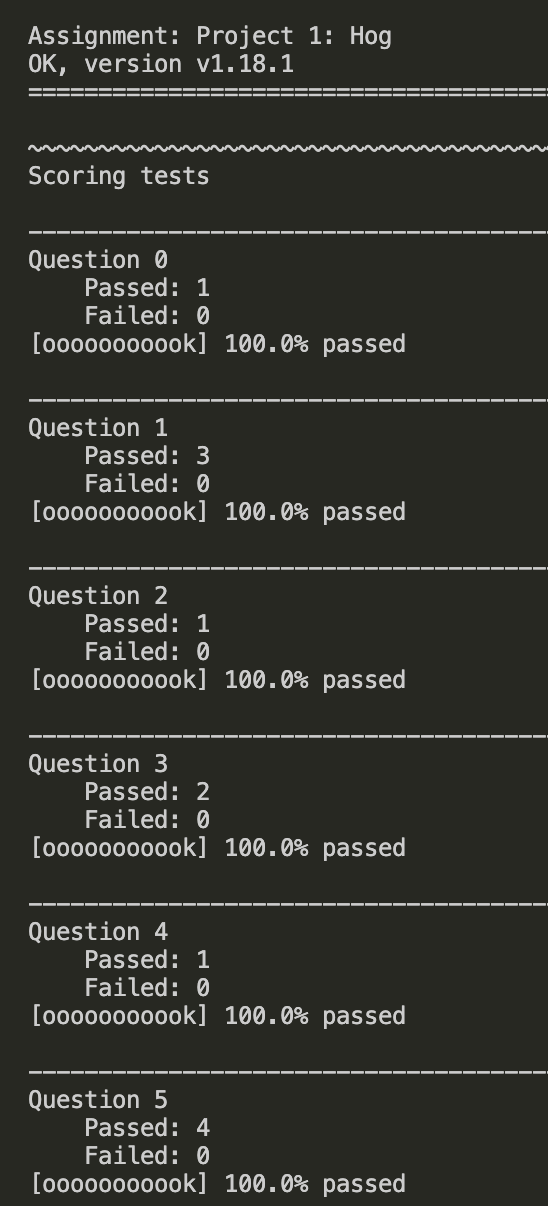 Assignment: Project 1: Hog
OK, version v1.18.1
=====================================
~~~~~~~~~~~~~~~~~~~~~~~~~~~~~~~~~~~~~
Scoring tests
-------------------------------------
Question 0
    Passed: 1
    Failed: 0
[ooooooooook] 100.0% passed
-------------------------------------
Question 1
    Passed: 3
    Failed: 0
[ooooooooook] 100.0% passed
-------------------------------------
Question 2
    Passed: 1
    Failed: 0
[ooooooooook] 100.0% passed
-------------------------------------
Question 3
    Passed: 2
    Failed: 0
[ooooooooook] 100.0% passed
-------------------------------------
Question 4
    Passed: 1
    Failed: 0
[ooooooooook] 100.0% passed
-------------------------------------
Question 5
    Passed: 4
    Failed: 0
[ooooooooook] 100.0% passed